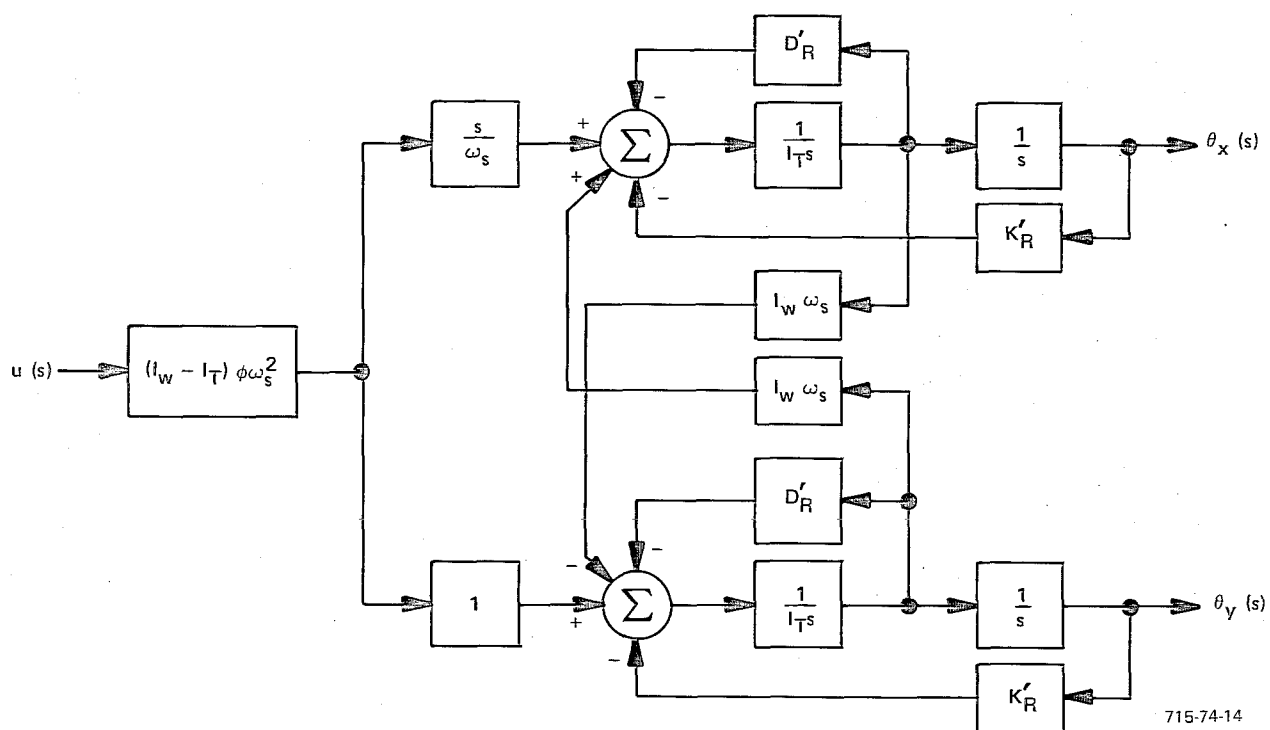 D′R
−
s/ωs
+
Σ
1/(ITs)
1/s
θx (s)
+
−
K′R
Iw ωs
u (s)
(Iw − IT) φωs²
Iw ωs
D′R
−
−
1
+
Σ
1/(ITs)
1/s
θy (s)
−
K′R
715-74-14